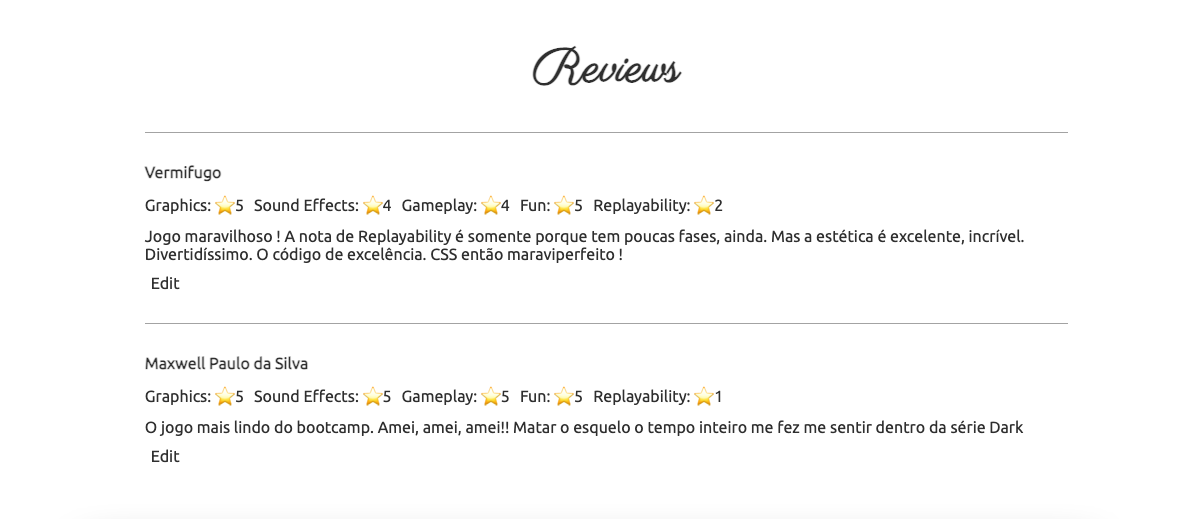 Reviews
Vermifugo
Graphics: ⭐5 Sound Effects: ⭐4 Gameplay: ⭐4 Fun: ⭐5 Replayability: ⭐2
Jogo maravilhoso ! A nota de Replayability é somente porque tem poucas fases, ainda. Mas a estética é excelente, incrível.
Divertidíssimo. O código de excelência. CSS então maraviperfeito !
Edit
Maxwell Paulo da Silva
Graphics: ⭐5 Sound Effects: ⭐5 Gameplay: ⭐5 Fun: ⭐5 Replayability: ⭐1
O jogo mais lindo do bootcamp. Amei, amei, amei!! Matar o esquelo o tempo inteiro me fez me sentir dentro da série Dark
Edit